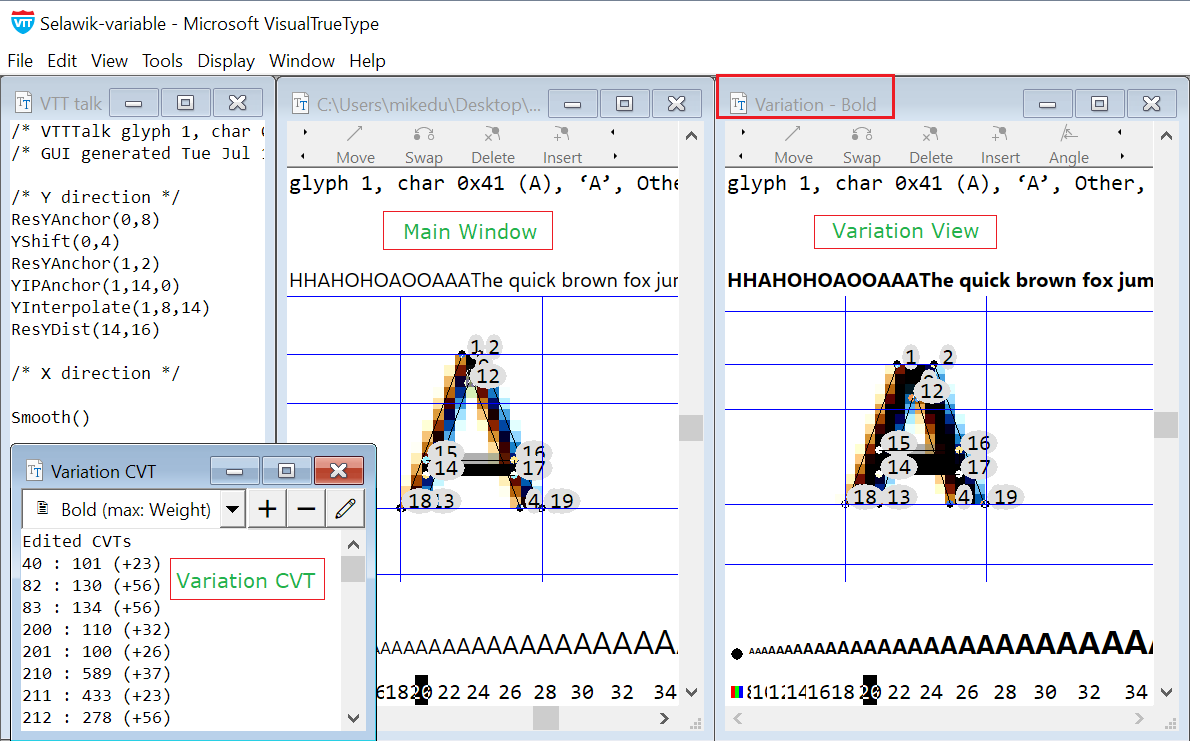 VTT Selawik-variable - Microsoft VisualTrueType
File Edit View Tools Display Window Help
VTT talk
/* VTTTalk glyph 1, char
/* GUI generated Tue Jul
/* Y direction */
ResYAnchor(0,8)
YShift(0,4)
ResYAnchor(1,2)
YIPAnchor(1,14,0)
YInterpolate(1,8,14)
ResYDist(14,16)
/* X direction */
Smooth()
Variation CVT
Bold (max: Weight)
Edited CVTs
40 : 101 (+23)
82 : 130 (+56)
83 : 134 (+56)
200 : 110 (+32)
201 : 100 (+26)
210 : 589 (+37)
211 : 433 (+23)
212 : 278 (+56)
Variation CVT
C:\Users\mikedu\Desktop\...
Move Swap Delete Insert
glyph 1, char 0x41 (A), ‘A’, Othe
Main Window
HHAHOHOAOOAAAThe quick brown fox jum
1 2
12
15 16
14 17
18 13 4 19
AAAAAAAAAAAAAAAAA
18 20 22 24 26 28 30 32 34
Variation - Bold
Move Swap Delete Insert Angle
glyph 1, char 0x41 (A), ‘A’, Other,
Variation View
HHAHOHOAOOAAAThe quick brown fox jum
1 2
12
15 16
14 17
18 13 4 19
AAAAAAAAAAAAAAAAAAAAAAAA
14 16 18 20 22 24 26 28 30 32 34